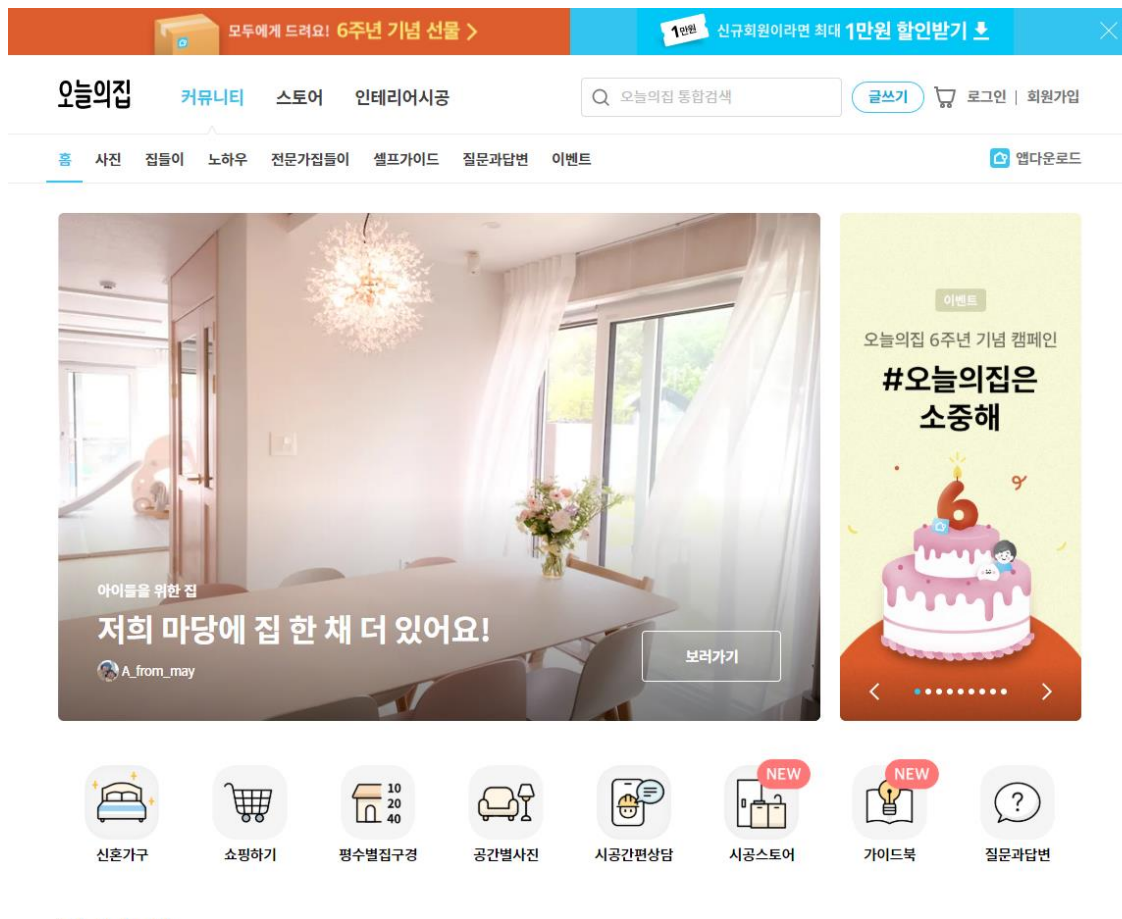 모두에게 드려요! 6주년 기념 선물 >
1만원 신규회원이라면 최대 1만원 할인받기
오늘의집 커뮤니티 스토어 인테리어시공 오늘의집 통합검색 글쓰기 로그인 | 회원가입
홈 사진 집들이 노하우 전문가집들이 셀프가이드 질문과답변 이벤트 앱다운로드
아이들을 위한 집
저희 마당에 집 한 채 더 있어요!
A_from_may
보러가기
이벤트
오늘의집 6주년 기념 캠페인
#오늘의집은
소중해
6
10
20
40
NEW
NEW
?
신혼가구 쇼핑하기 평수별집구경 공간별사진 시공간편상담 시공스토어 가이드북 질문과답변